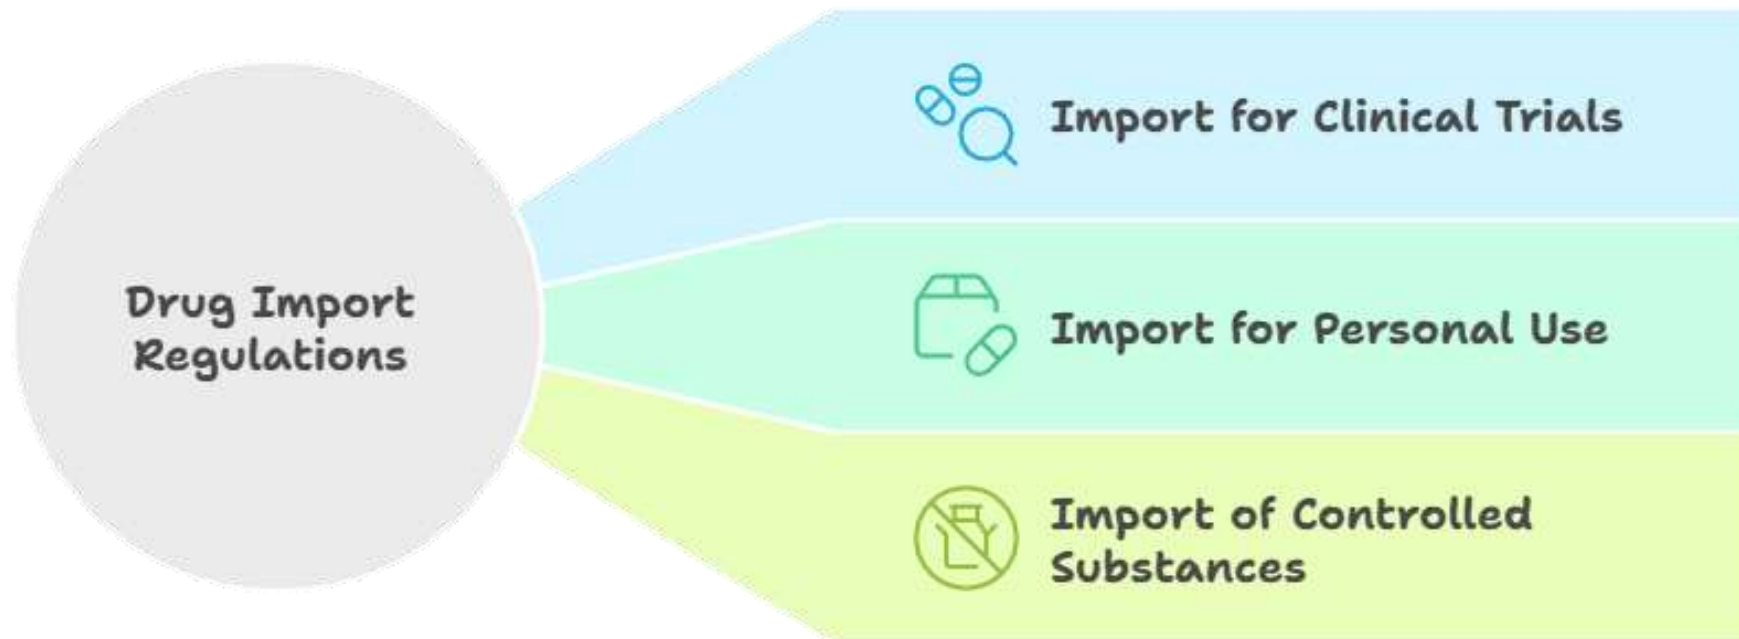 Drug Import
Regulations
Import for Clinical Trials
Import for Personal Use
Import of Controlled
Substances